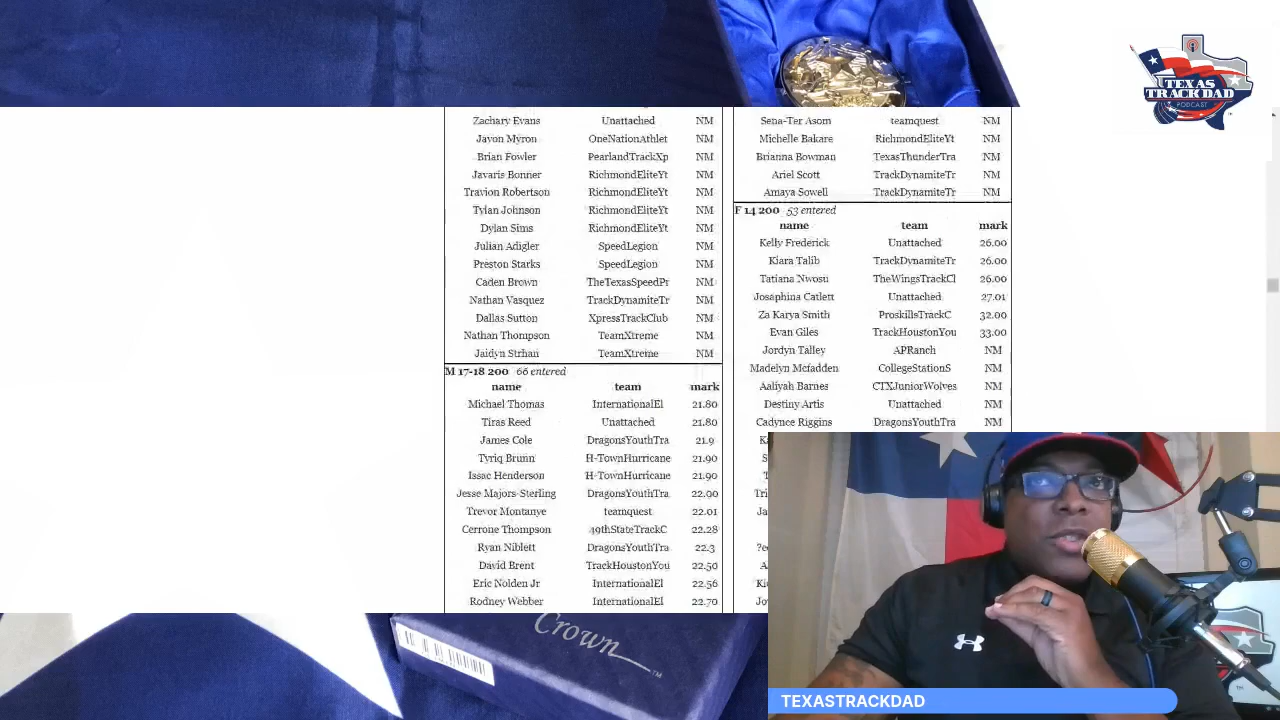 TEXAS
TRACK DAD
PODCAST
Zachary Evans Unattached NM
Javon Myron OneNationAthlet NM
Brian Fowler PearlandTrackXp NM
Javaris Bonner RichmondEliteYt NM
Travion Robertson RichmondEliteYt NM
Tylan Johnson RichmondEliteYt NM
Dylan Sims RichmondEliteYt NM
Julian Adigler SpeedLegion NM
Preston Starks SpeedLegion NM
Caden Brown TheTexasSpeedPr NM
Nathan Vasquez TrackDynamiteTr NM
Dallas Sutton XpressTrackClub NM
Nathan Thompson TeamXtreme NM
Jaidyn Strhan TeamXtreme NM
M 17-18 200 66 entered
name team mark
Michael Thomas InternationalEl 21.80
Tiras Reed Unattached 21.80
James Cole DragonsYouthTra 21.9
Tyriq Brunn H-TownHurricane 21.90
Issac Henderson H-TownHurricane 21.90
Jesse Majors-Sterling DragonsYouthTra 22.00
Trevor Montanye teamquest 22.01
Cerrone Thompson 49thStateTrackC 22.28
Ryan Niblett DragonsYouthTra 22.3
David Brent TrackHoustonYou 22.50
Eric Nolden Jr InternationalEl 22.56
Rodney Webber InternationalEl 22.70
Sena-Ter Asom teamquest NM
Michelle Bakare RichmondEliteYt NM
Brianna Bowman TexasThunderTra NM
Ariel Scott TrackDynamiteTr NM
Amaya Sowell TrackDynamiteTr NM
F 14 200 53 entered
name team mark
Kelly Frederick Unattached 26.00
Kiara Talib TrackDynamiteTr 26.00
Tatiana Nwosu TheWingsTrackCl 26.00
Josaphina Catlett Unattached 27.01
Za Karya Smith ProskillsTrackC 32.00
Evan Giles TrackHoustonYou 33.00
Jordyn Talley APRanch NM
Madelyn Mcfadden CollegeStationS NM
Aaliyah Barnes CTXJuniorWolves NM
Destiny Artis Unattached NM
Cadynce Riggins DragonsYouthTra NM
Crown
TEXASTRACKDAD